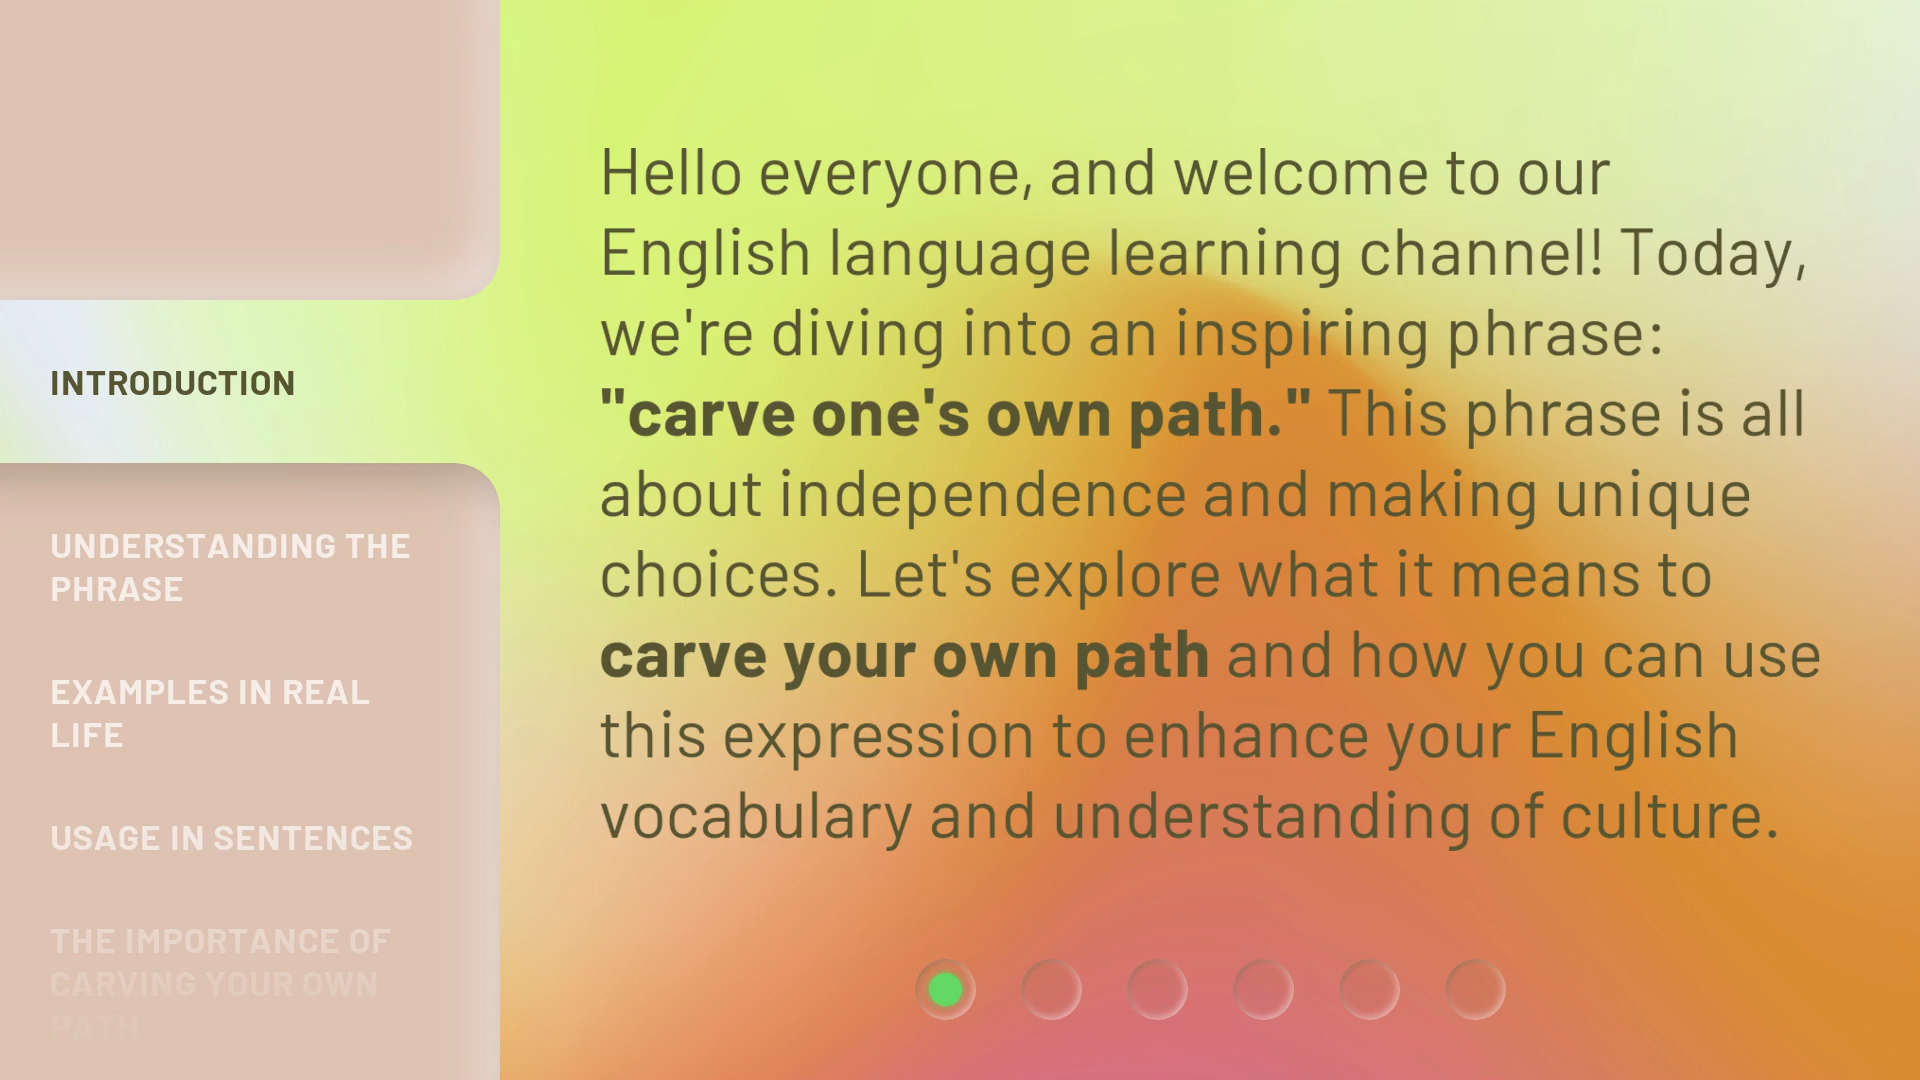 INTRODUCTION
UNDERSTANDING THE
PHRASE
EXAMPLES IN REAL
LIFE
USAGE IN SENTENCES
THE IMPORTANCE OF
CARVING YOUR OWN
PATH
Hello everyone, and welcome to our
English language learning channel! Today,
we're diving into an inspiring phrase:
"carve one's own path." This phrase is all
about independence and making unique
choices. Let's explore what it means to
carve your own path and how you can use
this expression to enhance your English
vocabulary and understanding of culture.